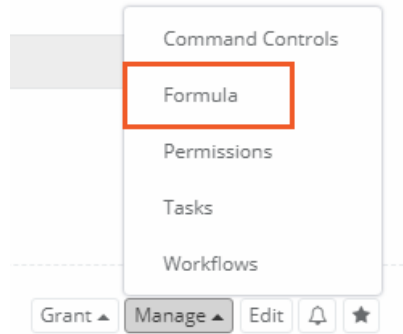 Command Controls
Formula
Permissions
Tasks
Workflows
Grant Manage Edit